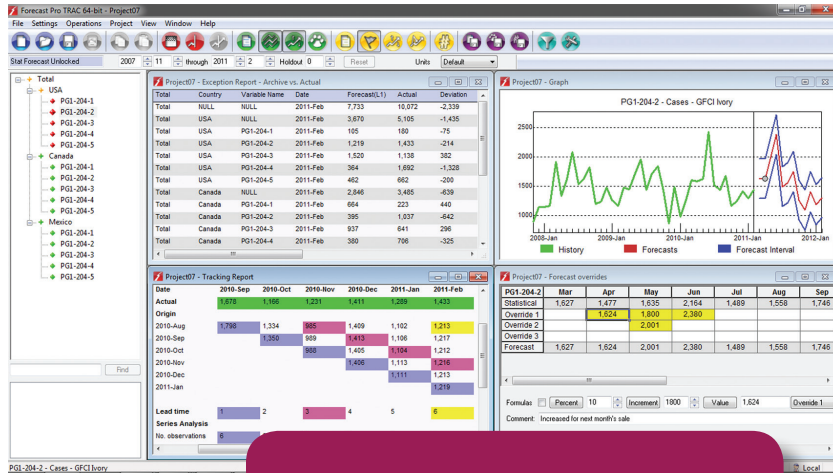 Forecast Pro TRAC 64-bit - Project07
File Settings Operations Project View Window Help
Stat Forecast Unlocked 2007 11 through 2011 2 Holdout 0 Reset Units Default
Total
USA
PG1-204-1
PG1-204-2
PG1-204-3
PG1-204-4
PG1-204-5
Canada
PG1-204-1
PG1-204-2
PG1-204-3
PG1-204-4
PG1-204-5
Mexico
PG1-204-1
PG1-204-2
PG1-204-3
PG1-204-4
PG1-204-5
Find
Project07 - Exception Report - Archive vs. Actual
Total Country Variable Name Date Forecast(L1) Actual Deviation
Total NULL NULL 2011-Feb 7,733 10,072 -2,339
Total USA NULL 2011-Feb 3,670 5,105 -1,435
Total USA PG1-204-1 2011-Feb 105 180 -75
Total USA PG1-204-2 2011-Feb 1,219 1,433 -214
Total USA PG1-204-3 2011-Feb 1,520 1,138 382
Total USA PG1-204-4 2011-Feb 364 1,692 -1,328
Total USA PG1-204-5 2011-Feb 462 662 -200
Total Canada NULL 2011-Feb 2,846 3,485 -639
Total Canada PG1-204-1 2011-Feb 664 223 440
Total Canada PG1-204-2 2011-Feb 395 1,037 -642
Total Canada PG1-204-3 2011-Feb 937 641 296
Total Canada PG1-204-4 2011-Feb 380 706 -325
Project07 - Graph
PG1-204-2 - Cases - GFCI Ivory
2500
2000
1500
1000
2008-Jan 2009-Jan 2010-Jan 2011-Jan 2012-Jan
History Forecasts Forecast Interval
Project07 - Tracking Report
Date 2010-Sep 2010-Oct 2010-Nov 2010-Dec 2011-Jan 2011-Feb
Actual 1,678 1,166 1,231 1,411 1,289 1,433
Origin
2010-Aug 1,798 1,334 985 1,409 1,102 1,213
2010-Sep 1,350 989 1,413 1,106 1,217
2010-Oct 988 1,405 1,104 1,212
2010-Nov 1,406 1,113 1,216
2010-Dec 1,111 1,213
2011-Jan 1,219
Lead time 1 2 3 4 5 6
Series Analysis
No. observations 6
Project07 - Forecast overrides
PG1-204-2 Mar Apr May Jun Jul Aug Sep
Statistical 1,627 1,477 1,635 2,164 1,489 1,558 1,746
Override 1 1,624 1,800 2,380
Override 2 2,001
Override 3
Forecast 1,627 1,624 2,001 2,380 1,489 1,558 1,746
Formulas Percent 10 Increment 1800 Value 1,624 Override 1
Comment: Increased for next month's sale
PG1-204-2 - Cases - GFCI Ivory
Local